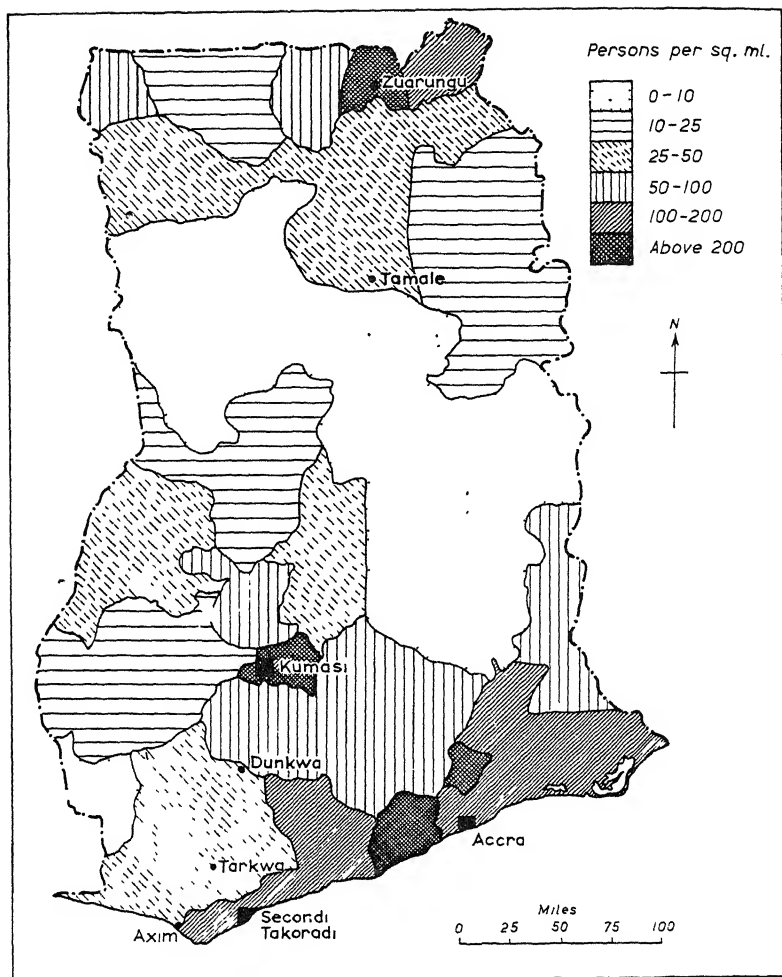 Persons per sq. ml.
0-10
10-25
25-50
50-100
100-200
Above 200
Zuarungu
Tamale
N
Kumasi
Dunkwa
Accra
Tarkwa
Axim
Secondi
Takoradi
Miles
0 25 50 75 100